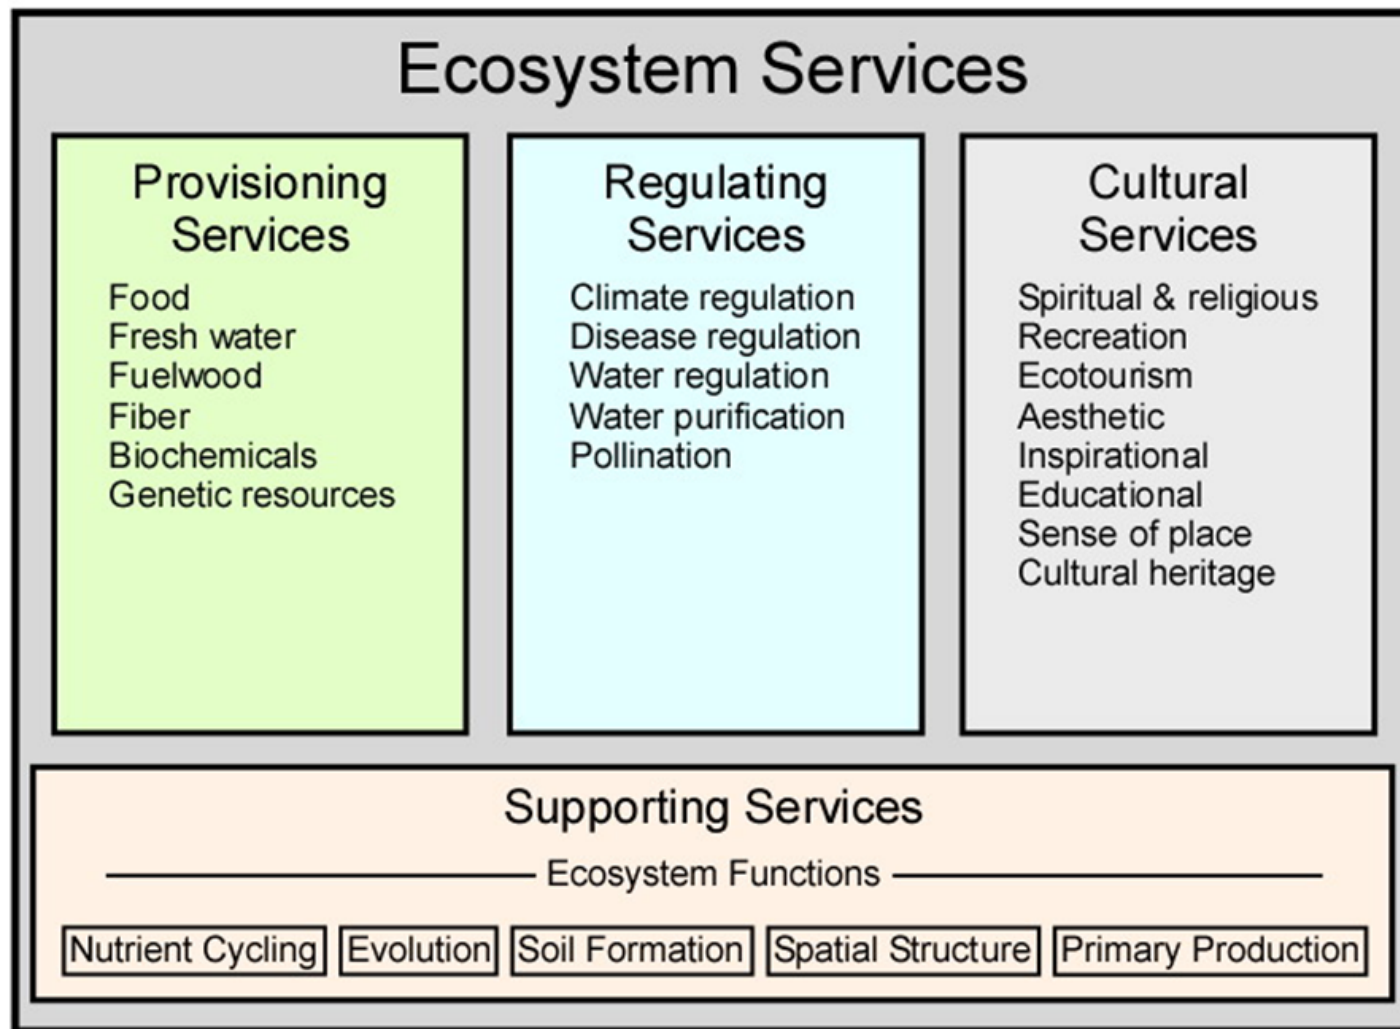 Ecosystem Services
Provisioning
Services
Food
Fresh water
Fuelwood
Fiber
Biochemicals
Genetic resources
Regulating
Services
Climate regulation
Disease regulation
Water regulation
Water purification
Pollination
Cultural
Services
Spiritual & religious
Recreation
Ecotourism
Aesthetic
Inspirational
Educational
Sense of place
Cultural heritage
Supporting Services
Ecosystem Functions
Nutrient Cycling
Evolution
Soil Formation
Spatial Structure
Primary Production